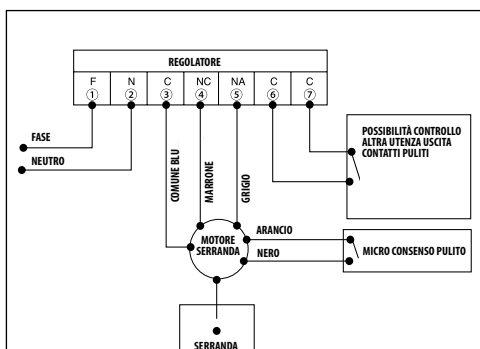 REGOLATORE
F N C NC NA C C
1 2 3 4 5 6 7
FASE
NEUTRO
COMUNE BLU
MARRONE
GRIGIO
POSSIBILITÀ CONTROLLO
ALTRA UTENZA USCITA
CONTATTI PULITI
MOTORE
SERRANDA
ARANCIO
NERO
MICRO CONSENSO PULITO
SERRANDA